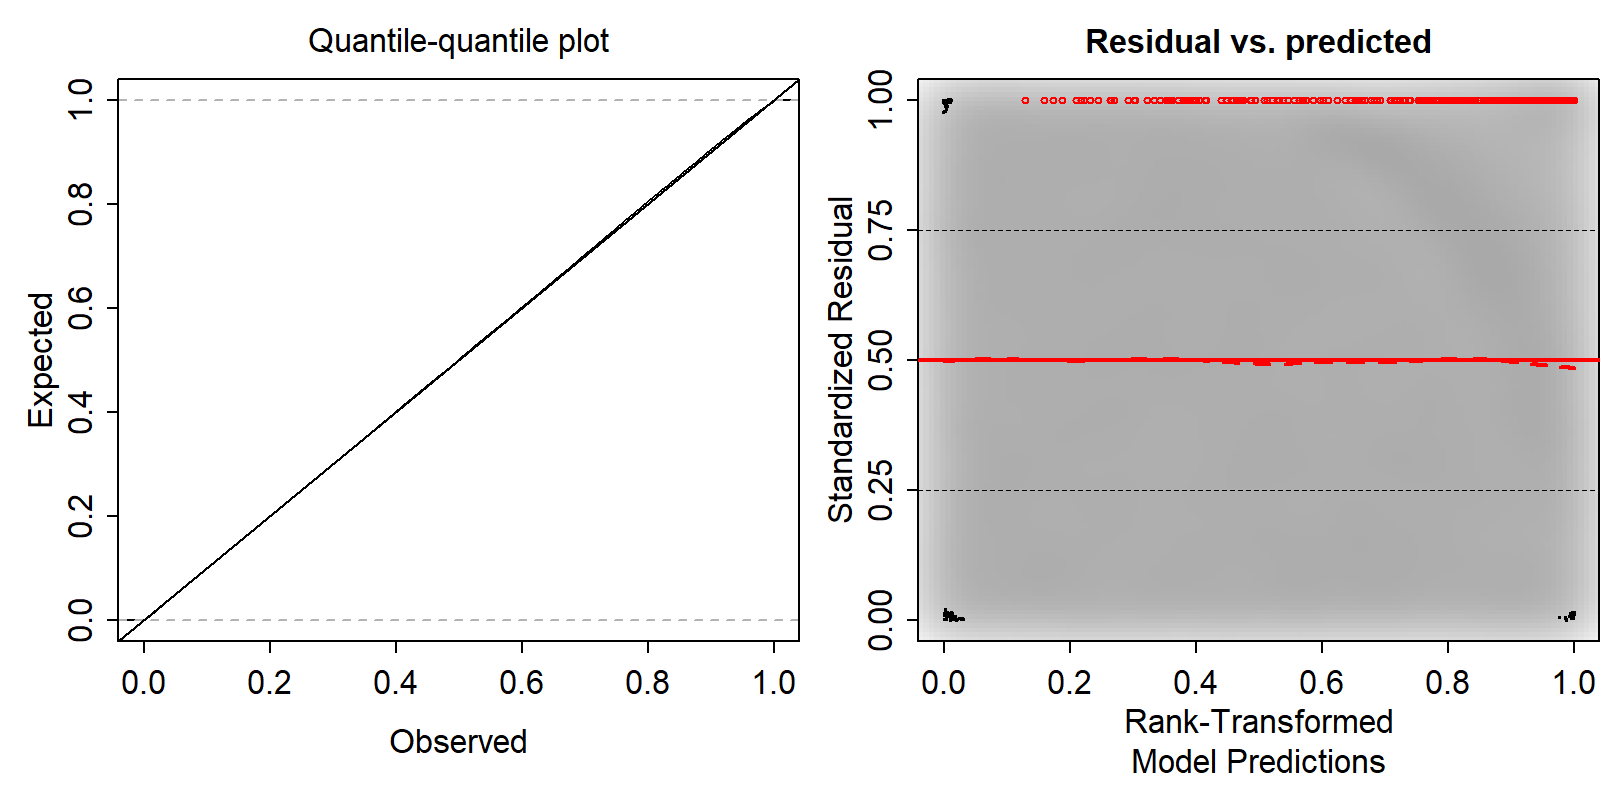 Quantile-quantile plot
Expected
0.0 0.2 0.4 0.6 0.8 1.0
0.0 0.2 0.4 0.6 0.8 1.0
Observed
Residual vs. predicted
Standardized Residual
0.00 0.25 0.50 0.75 1.00
0.0 0.2 0.4 0.6 0.8 1.0
Rank-Transformed
Model Predictions